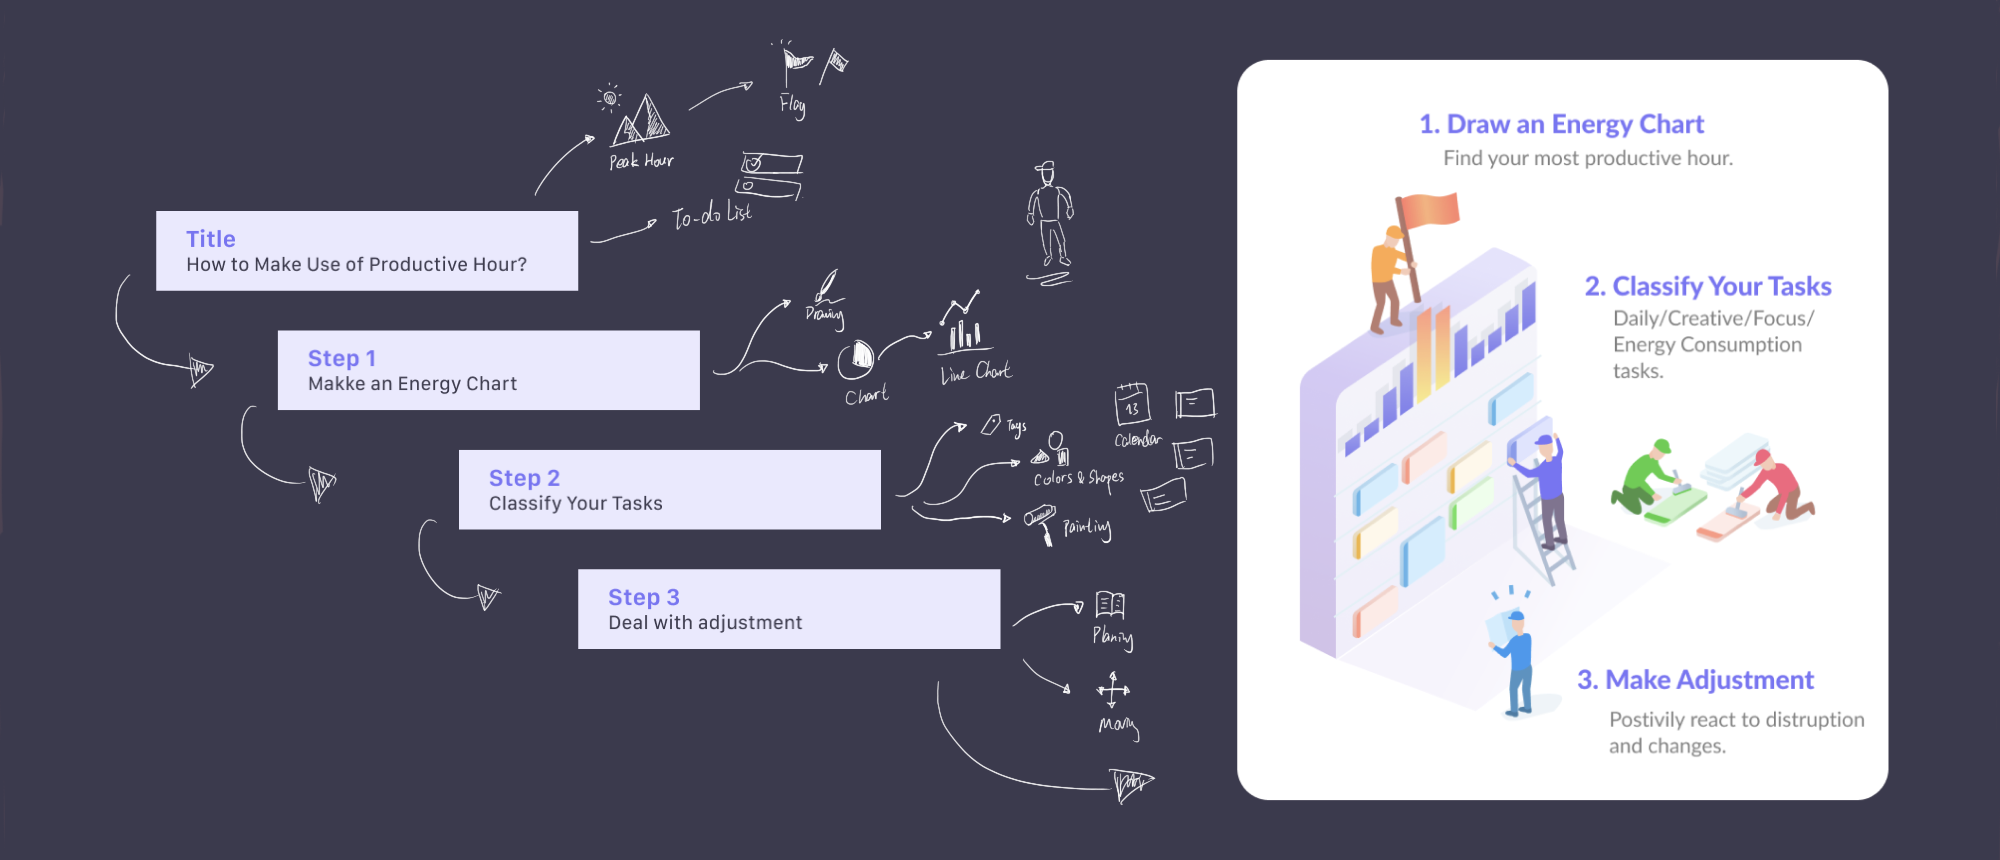 Flag
Peak Hour
To-do List
Title
How to Make Use of Productive Hour?
Drawing
Step 1
Makke an Energy Chart
Chart
Line Chart
Tags
13
Calendar
Colors & Shapes
Step 2
Classify Your Tasks
Painting
Step 3
Deal with adjustment
1. Draw an Energy Chart
Find your most productive hour.
2. Classify Your Tasks
Daily/Creative/Focus/
Energy Consumption
tasks.
3. Make Adjustment
Postivily react to distruption
and changes.